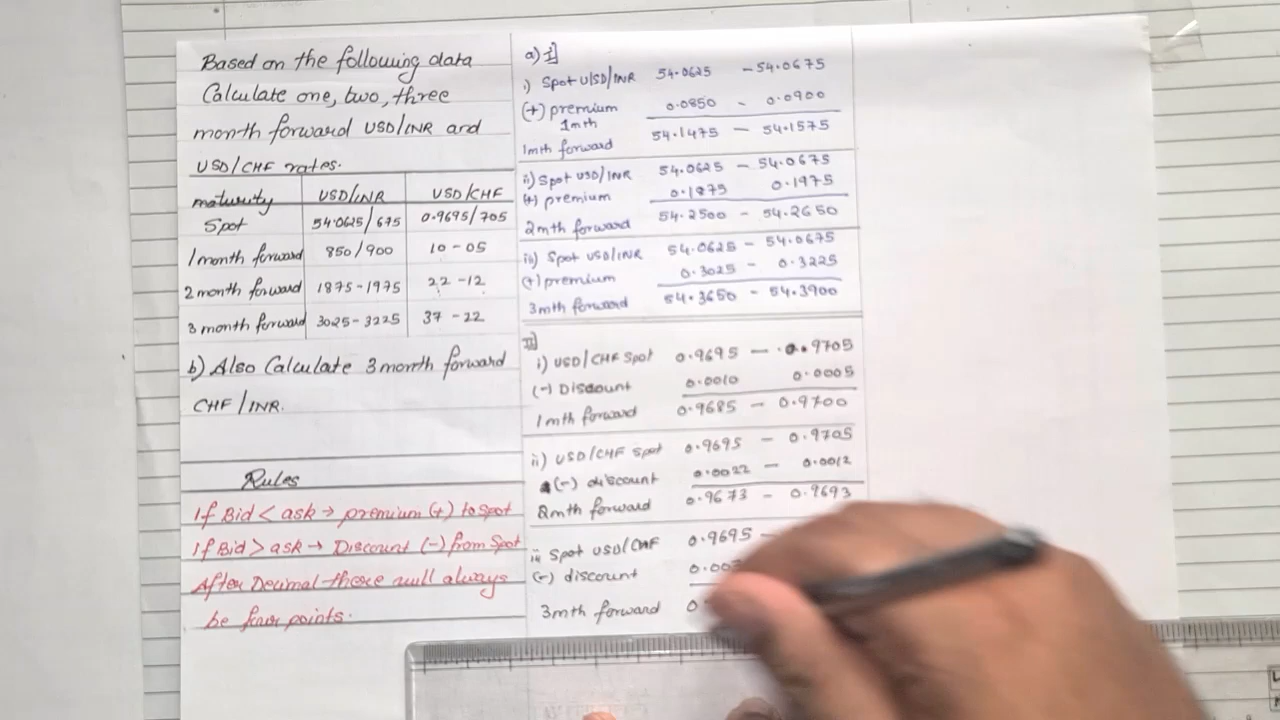 Based on the following data
Calculate one, two, three
month forward USD/INR and
USD/CHF rates.
maturity USD/INR USD/CHF
Spot 54.0625/675 0.9695/705
1 month forward 850/900 10 - 05
2 month forward 1875-1975 22 - 12
3 month forward 3025-3225 37 - 22
b) Also Calculate 3 month forward
CHF/INR.
Rules
If Bid < ask → premium (+) to Spot
If Bid > ask → Discount (-) from Spot
After Decimal there will always
be four points.
a) I]
i) Spot USD/INR 54.0625 - 54.0675
(+) premium 0.0850 - 0.0900
1mth
1mth forward 54.1475 - 54.1575
ii) Spot USD/INR 54.0625 - 54.0675
(+) premium 0.1875 0.1975
2mth forward 54.2500 - 54.2650
iii) Spot USD/INR 54.0625 - 54.0675
(+) premium 0.3025 - 0.3225
3mth forward 54.3650 - 54.3900
II]
i) USD/CHF Spot 0.9695 - 0.9705
(-) Discount 0.0010 0.0005
1mth forward 0.9685 - 0.9700
ii) USD/CHF Spot 0.9695 - 0.9705
(-) discount 0.0022 - 0.0012
2mth forward 0.9673 - 0.9693
iii Spot USD/CHF 0.9695 -
(-) discount 0.00
3mth forward 0